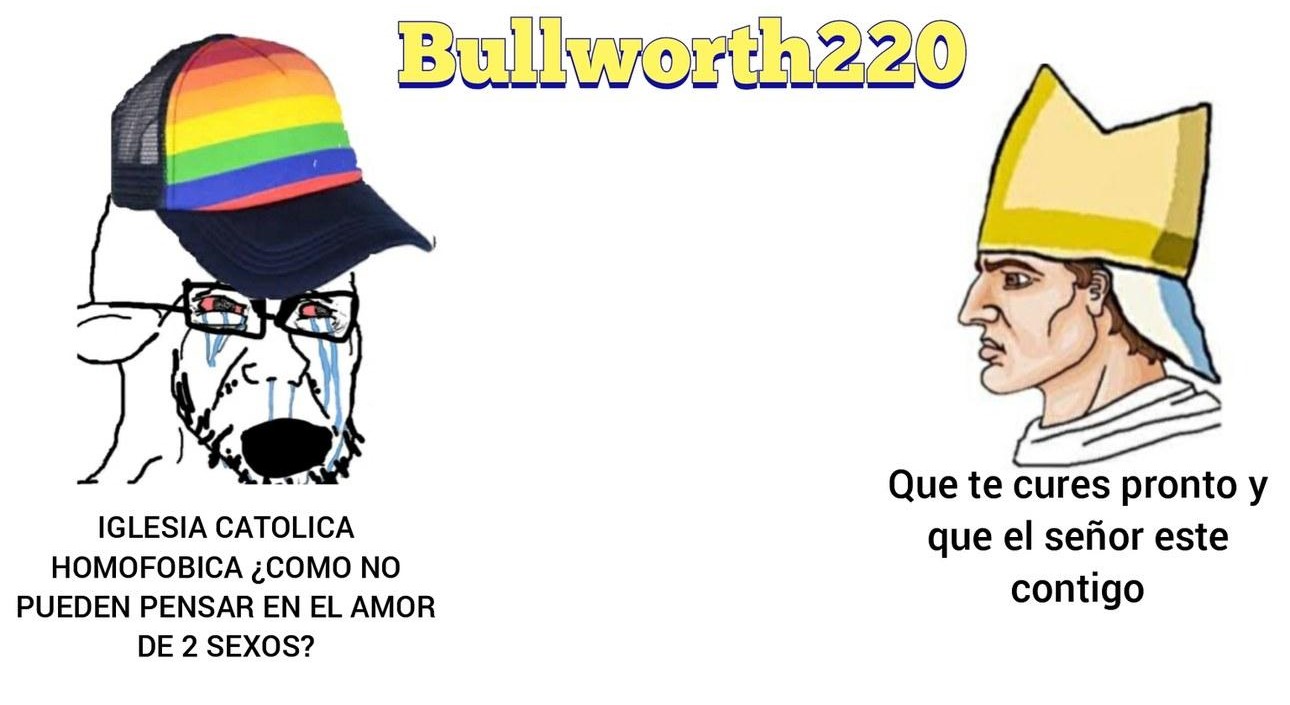 Bullworth220
IGLESIA CATOLICA
HOMOFOBICA ¿COMO NO
PUEDEN PENSAR EN EL AMOR
DE 2 SEXOS?
Que te cures pronto y
que el señor este
contigo